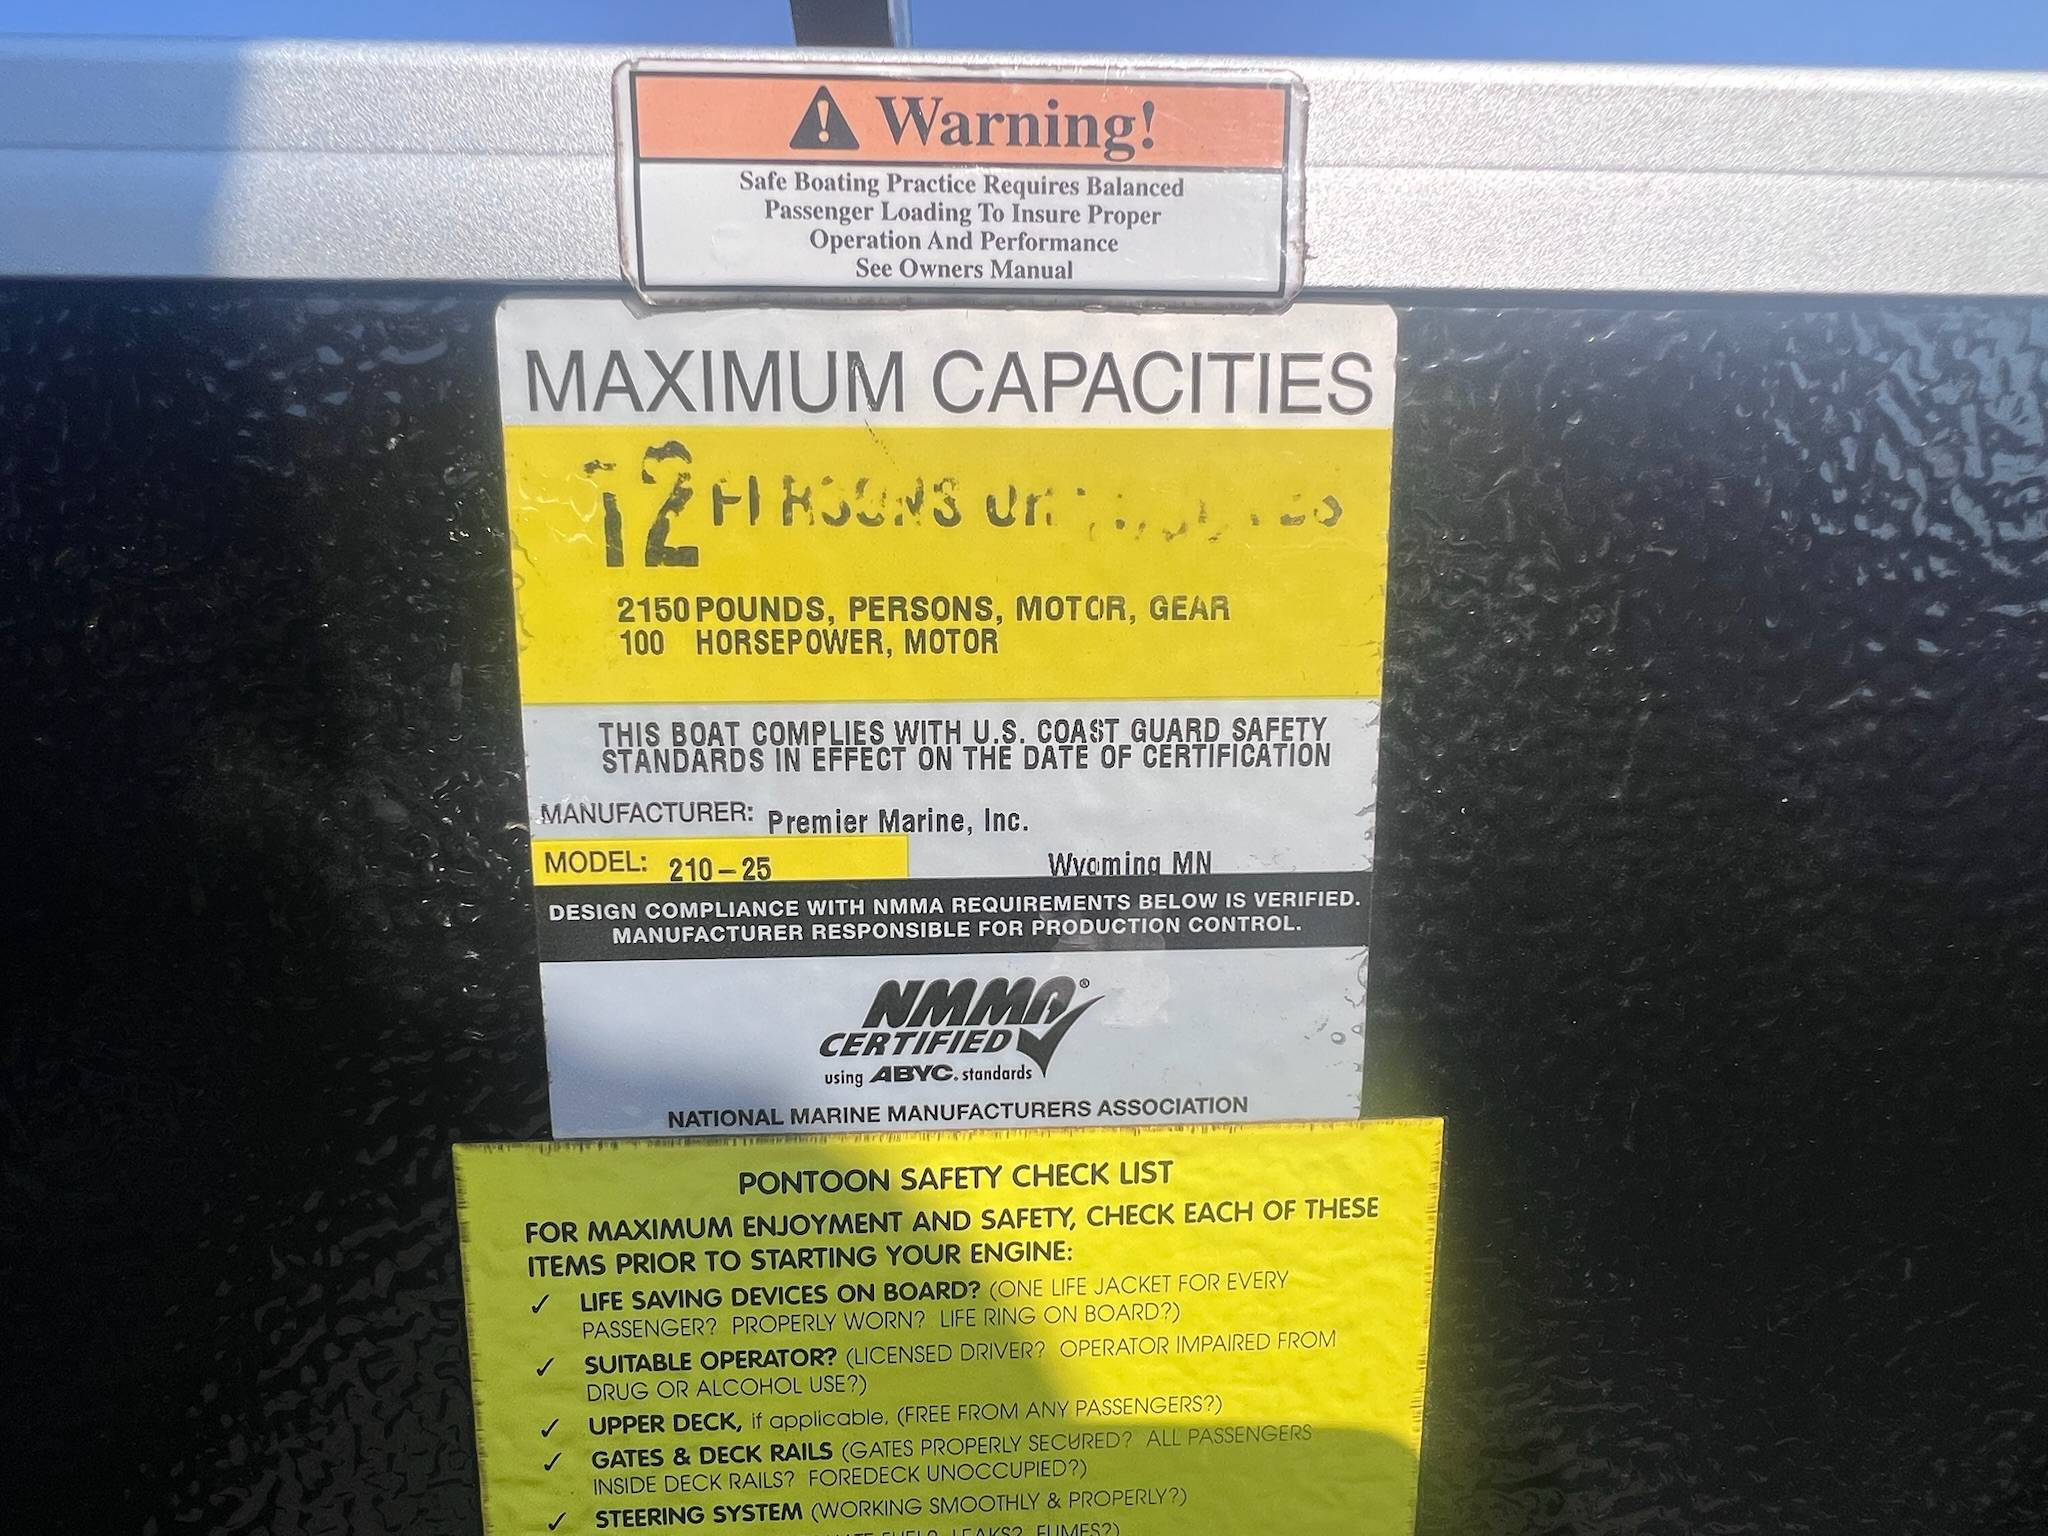 Warning!
Safe Boating Practice Requires Balanced
Passenger Loading To Insure Proper
Operation And Performance
See Owners Manual
MAXIMUM CAPACITIES
12 PERSONS OR
2150 POUNDS, PERSONS, MOTOR, GEAR
100 HORSEPOWER, MOTOR
THIS BOAT COMPLIES WITH U.S. COAST GUARD SAFETY
STANDARDS IN EFFECT ON THE DATE OF CERTIFICATION
MANUFACTURER: Premier Marine, Inc.
MODEL: 210-25 Wyoming MN
DESIGN COMPLIANCE WITH NMMA REQUIREMENTS BELOW IS VERIFIED.
MANUFACTURER RESPONSIBLE FOR PRODUCTION CONTROL.
NMMA®
CERTIFIED
using ABYC. standards
NATIONAL MARINE MANUFACTURERS ASSOCIATION
PONTOON SAFETY CHECK LIST
FOR MAXIMUM ENJOYMENT AND SAFETY, CHECK EACH OF THESE
ITEMS PRIOR TO STARTING YOUR ENGINE:
✓ LIFE SAVING DEVICES ON BOARD? (ONE LIFE JACKET FOR EVERY
PASSENGER? PROPERLY WORN? LIFE RING ON BOARD?)
✓ SUITABLE OPERATOR? (LICENSED DRIVER? OPERATOR IMPAIRED FROM
DRUG OR ALCOHOL USE?)
✓ UPPER DECK, if applicable, (FREE FROM ANY PASSENGERS?)
✓ GATES & DECK RAILS (GATES PROPERLY SECURED? ALL PASSENGERS
INSIDE DECK RAILS? FOREDECK UNOCCUPIED?)
✓ STEERING SYSTEM (WORKING SMOOTHLY & PROPERLY?)
FUEL? LEAKS? FUMES?)